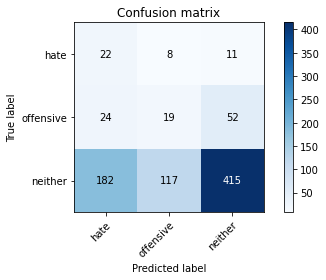 Confusion matrix
hate 22 8 11
offensive 24 19 52
neither 182 117 415
hate offensive neither
True label
Predicted label
400
350
300
250
200
150
100
50